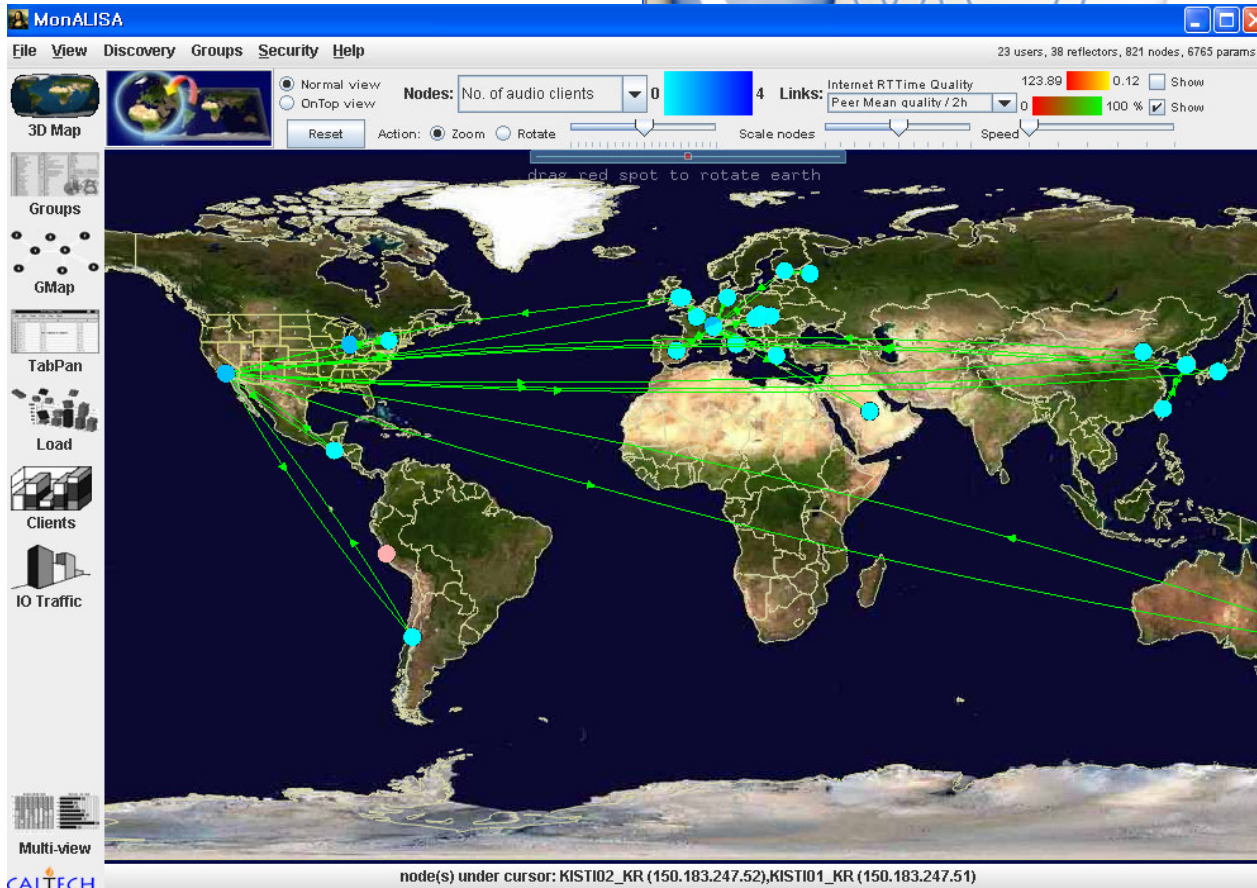 MonALISA
File View Discovery Groups Security Help
23 users, 38 reflectors, 821 nodes, 6765 params
3D Map
Groups
GMap
TabPan
Load
Clients
IO Traffic
Multi-view
CALTECH
Normal view
OnTop view
Reset
Nodes: No. of audio clients 0 4
Links: Internet RTTime Quality 123.89 0.12 Show
Peer Mean quality / 2h 0 100 % Show
Action: Zoom Rotate Scale nodes Speed
drag red spot to rotate earth
node(s) under cursor: KISTI02_KR (150.183.247.52),KISTI01_KR (150.183.247.51)